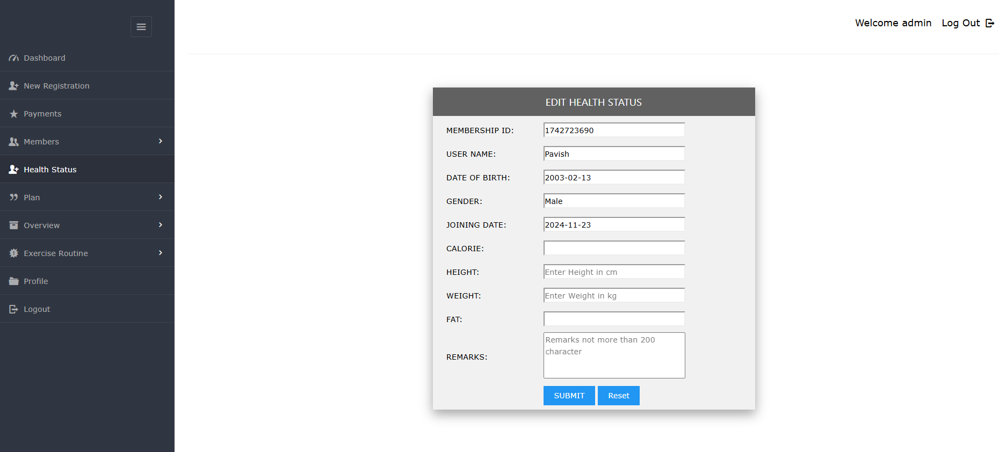 Welcome admin Log Out
Dashboard
New Registration
Payments
Members
Health Status
Plan
Overview
Exercise Routine
Profile
Logout
EDIT HEALTH STATUS
MEMBERSHIP ID: 1742723690
USER NAME: Pavish
DATE OF BIRTH: 2003-02-13
GENDER: Male
JOINING DATE: 2024-11-23
CALORIE:
HEIGHT: Enter Height in cm
WEIGHT: Enter Weight in kg
FAT:
REMARKS: Remarks not more than 200
character
SUBMIT Reset